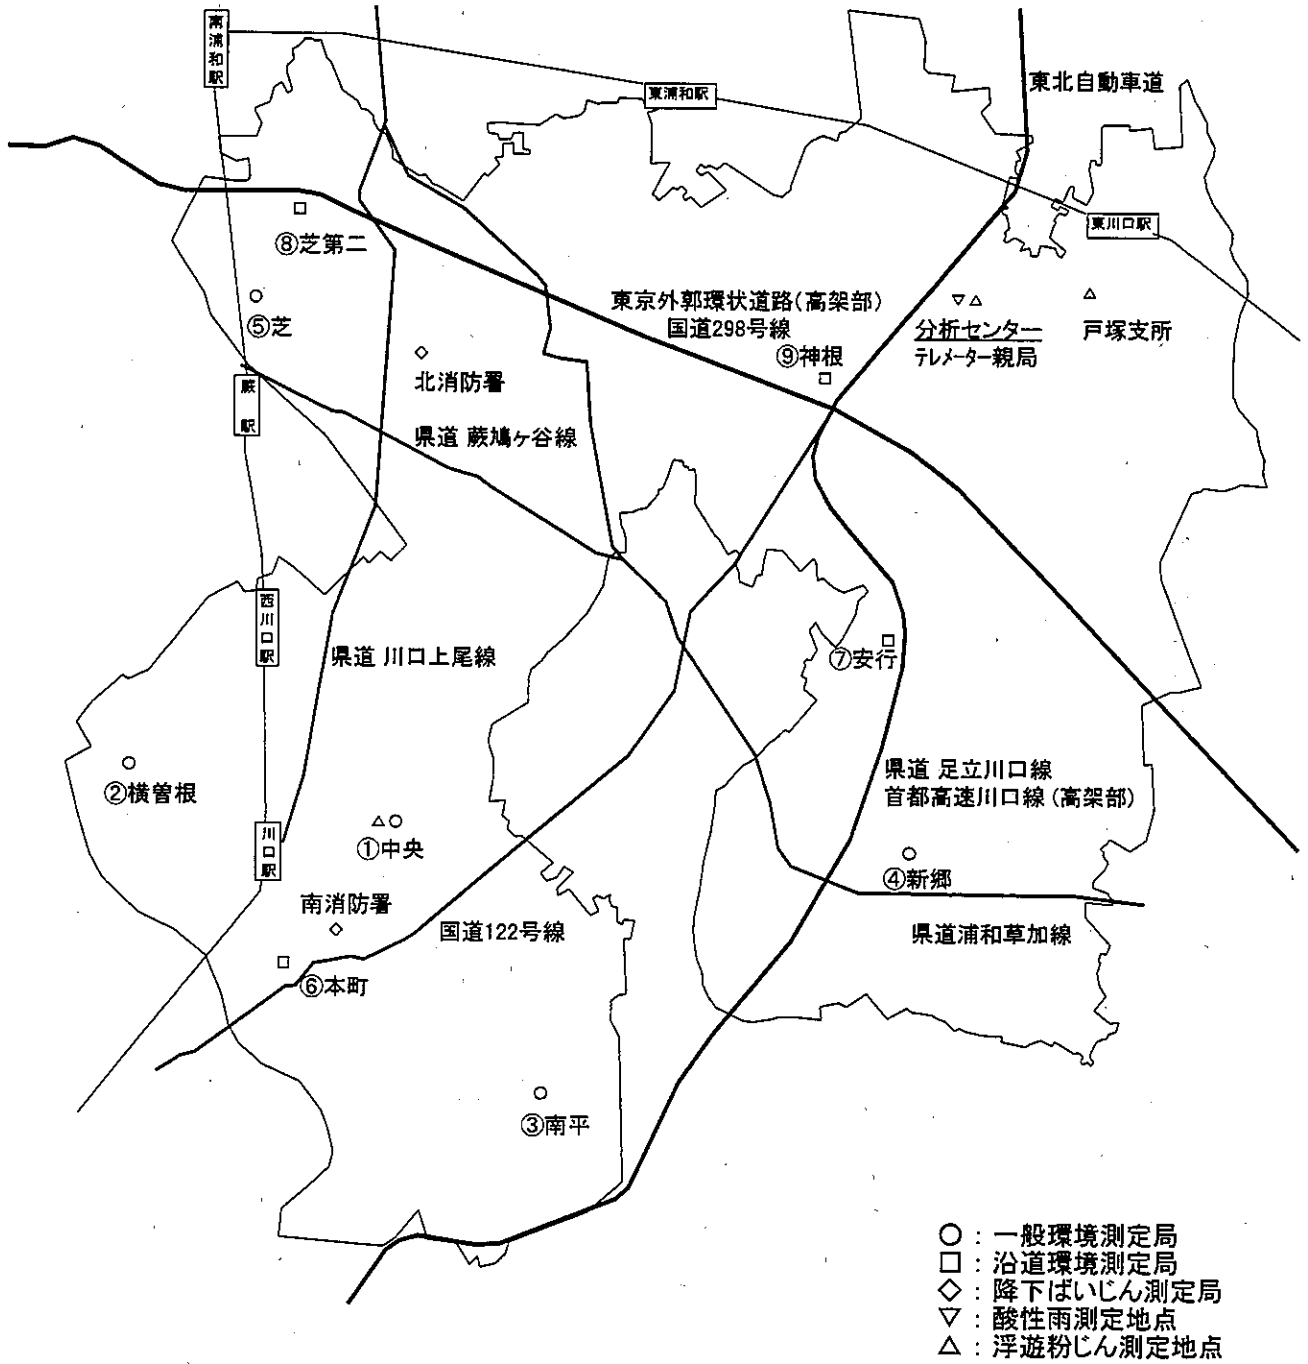 南浦和駅
東浦和駅
東北自動車道
東川口駅
⑧芝第二
⑤芝
東京外郭環状道路(高架部)
国道298号線
分析センター
テレメーター親局
戸塚支所
⑨神根
北消防署
蕨駅
県道 蕨鳩ヶ谷線
西川口駅
県道 川口上尾線
⑦安行
②横曽根
県道 足立川口線
首都高速川口線(高架部)
川口駅
①中央
④新郷
南消防署
国道122号線
県道浦和草加線
⑥本町
③南平
○:一般環境測定局
□:沿道環境測定局
◇:降下ばいじん測定局
▽:酸性雨測定地点
△:浮遊粉じん測定地点